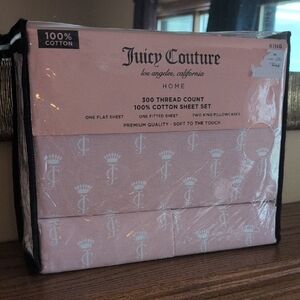 100%
COTTON
KING
Juicy Couture
los angeles, california
HOME
300 THREAD COUNT
100% COTTON SHEET SET
ONE FLAT SHEET ONE FITTED SHEET TWO KING PILLOWCASES
PREMIUM QUALITY · SOFT TO THE TOUCH